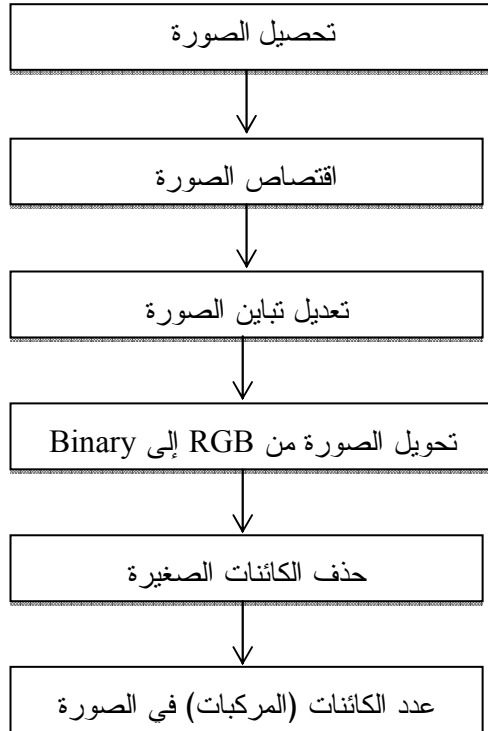 تحصيل الصورة
اقتصاص الصورة
تعديل تباين الصورة
تحويل الصورة من RGB إلى Binary
حذف الكائنات الصغيرة
عدد الكائنات (المركبات) في الصورة